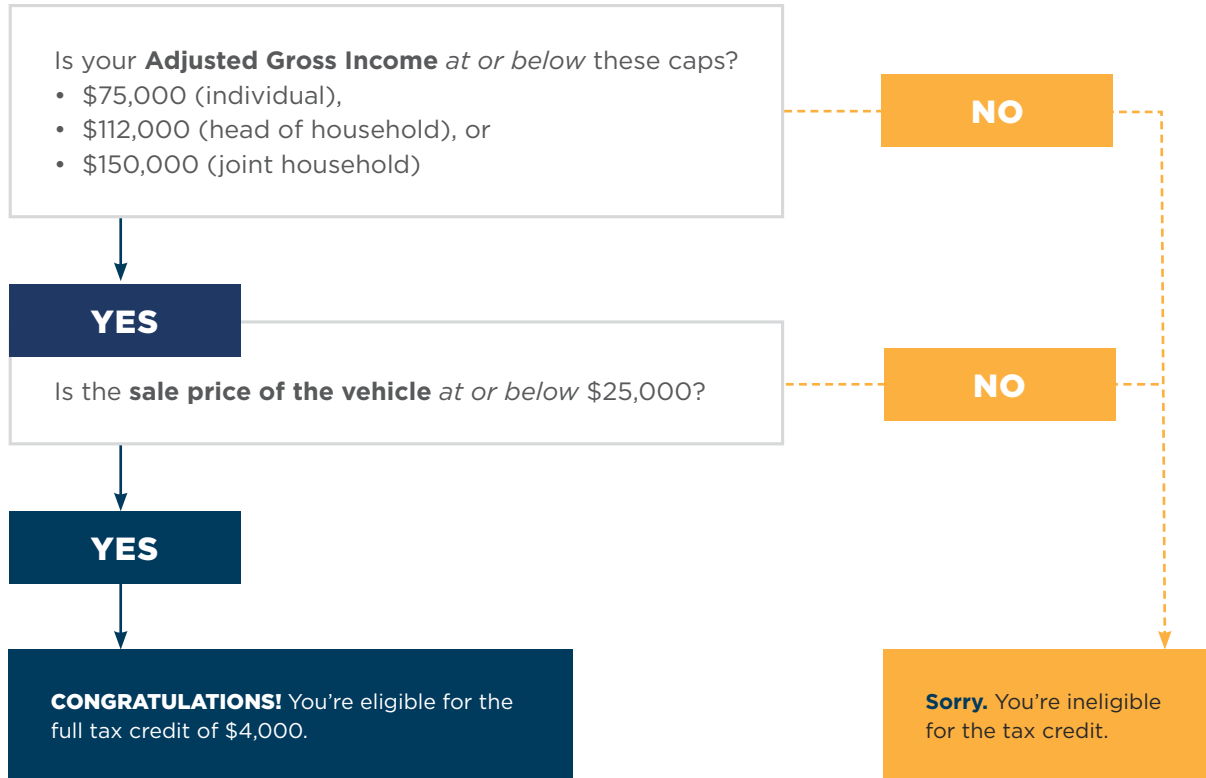 Is your Adjusted Gross Income at or below these caps?
• $75,000 (individual),
• $112,000 (head of household), or
• $150,000 (joint household)
NO
YES
Is the sale price of the vehicle at or below $25,000?
NO
YES
CONGRATULATIONS! You’re eligible for the
full tax credit of $4,000.
Sorry. You’re ineligible
for the tax credit.